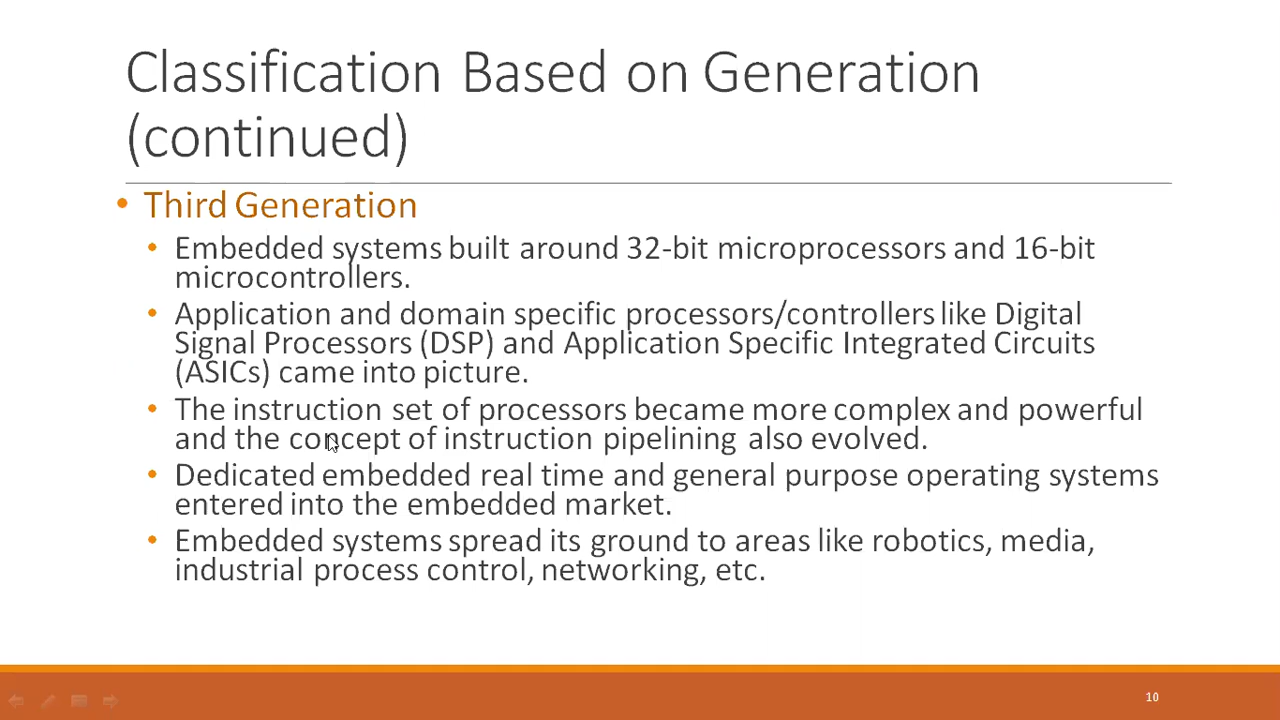 Classification Based on Generation
(continued)
• Third Generation
• Embedded systems built around 32-bit microprocessors and 16-bit
microcontrollers.
• Application and domain specific processors/controllers like Digital
Signal Processors (DSP) and Application Specific Integrated Circuits
(ASICs) came into picture.
• The instruction set of processors became more complex and powerful
and the concept of instruction pipelining also evolved.
• Dedicated embedded real time and general purpose operating systems
entered into the embedded market.
• Embedded systems spread its ground to areas like robotics, media,
industrial process control, networking, etc.
10